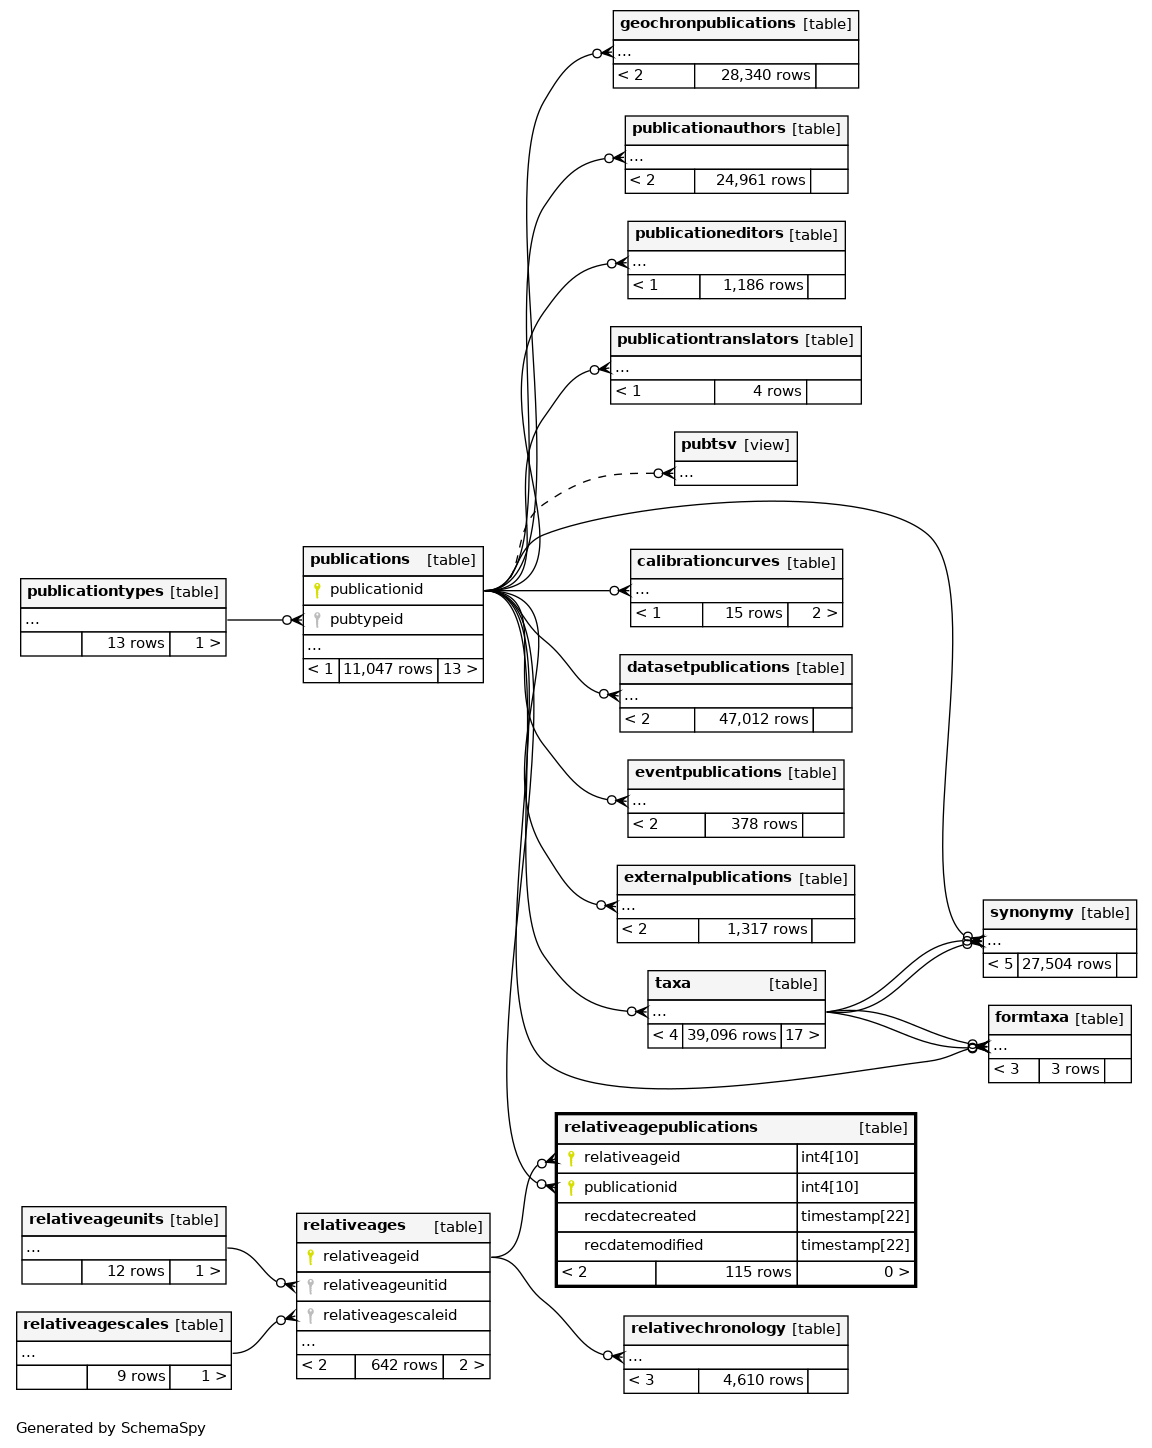 geochronpublications [table]
...
< 2 28,340 rows
publicationauthors [table]
...
< 2 24,961 rows
publicationeditors [table]
...
< 1 1,186 rows
publicationtranslators [table]
...
< 1 4 rows
pubtsv [view]
...
publications [table]
publicationid
pubtypeid
...
< 1 11,047 rows 13 >
publicationtypes [table]
...
13 rows 1 >
calibrationcurves [table]
...
< 1 15 rows 2 >
datasetpublications [table]
...
< 2 47,012 rows
eventpublications [table]
...
< 2 378 rows
externalpublications [table]
...
< 2 1,317 rows
synonymy [table]
...
< 5 27,504 rows
taxa [table]
...
< 4 39,096 rows 17 >
formtaxa [table]
...
< 3 3 rows
relativeagepublications [table]
relativeageid int4[10]
publicationid int4[10]
recdatecreated timestamp[22]
recdatemodified timestamp[22]
< 2 115 rows 0 >
relativeageunits [table]
...
12 rows 1 >
relativeages [table]
relativeageid
relativeageunitid
relativeagescaleid
...
< 2 642 rows 2 >
relativeagescales [table]
...
9 rows 1 >
relativechronology [table]
...
< 3 4,610 rows
Generated by SchemaSpy